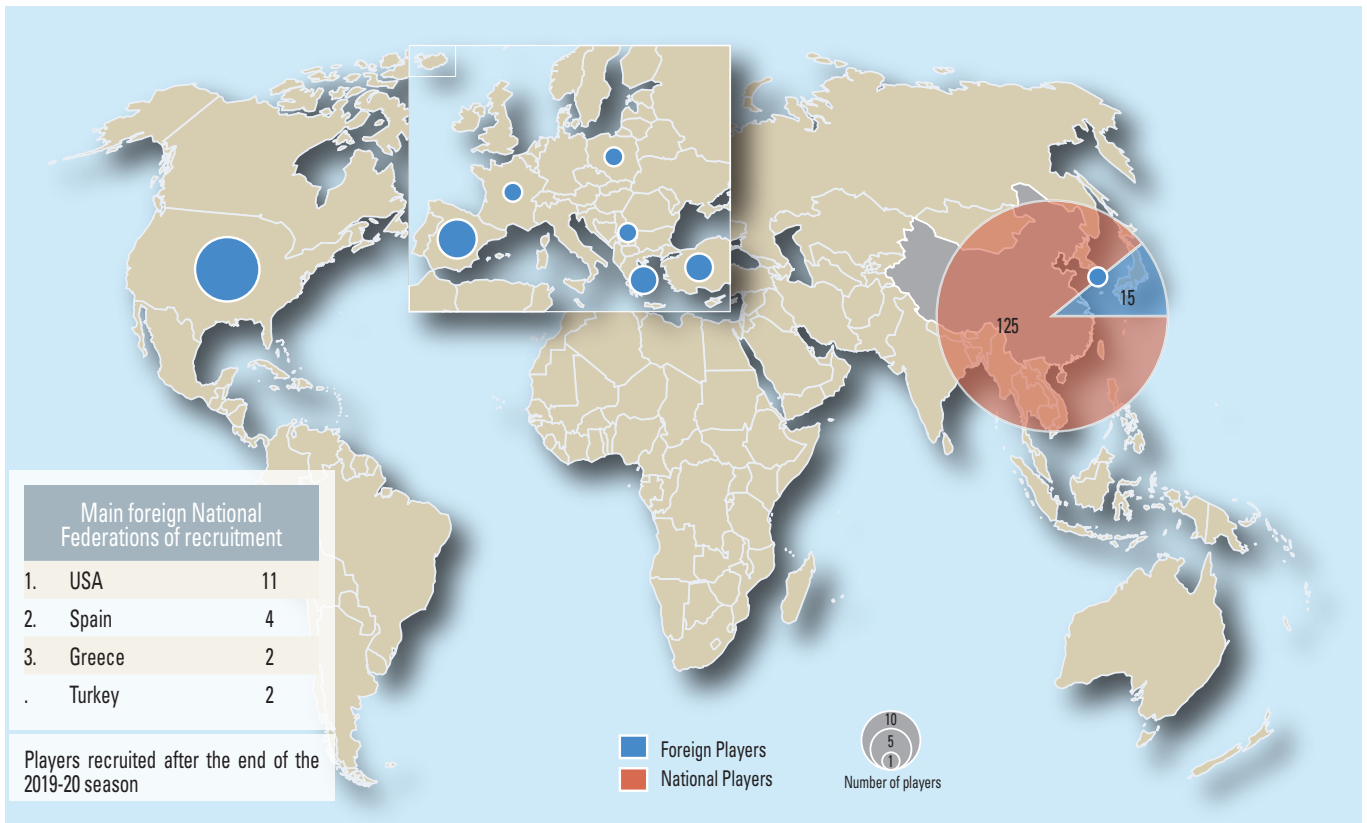 125
15
Main foreign National
Federations of recruitment
1. USA 11
2. Spain 4
3. Greece 2
. Turkey 2
Players recruited after the end of the
2019-20 season
Foreign Players
National Players
10
5
1
Number of players